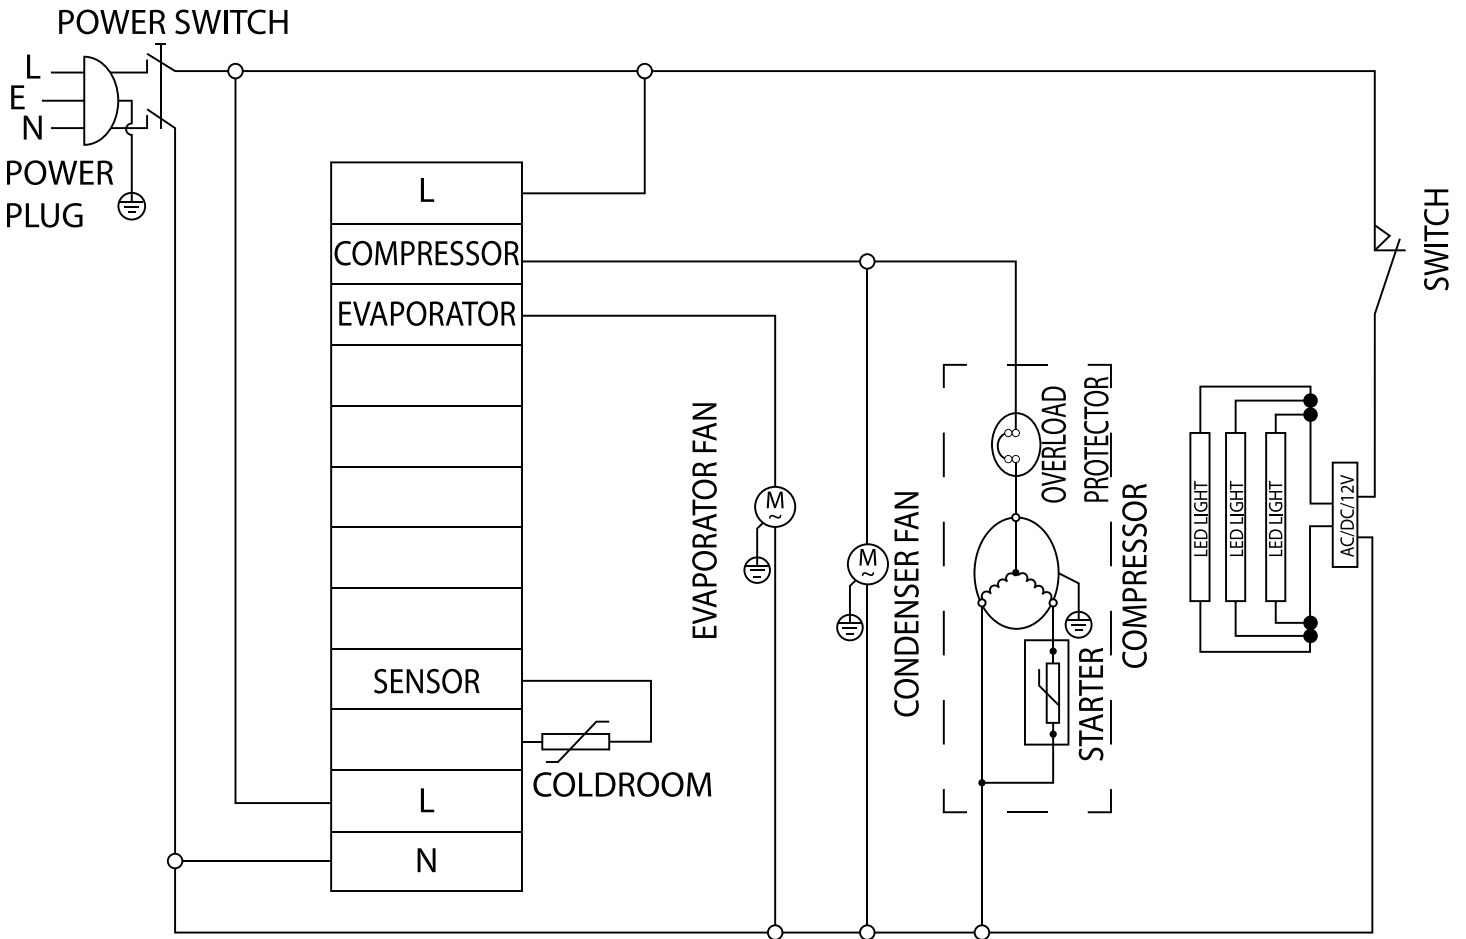 POWER SWITCH
L
E
N
POWER
PLUG
L
COMPRESSOR
EVAPORATOR
SENSOR
L
N
COLDROOM
EVAPORATOR FAN
M
~
CONDENSER FAN
M
~
OVERLOAD
PROTECTOR
COMPRESSOR
STARTER
LED LIGHT
LED LIGHT
LED LIGHT
AC/DC/12V
SWITCH